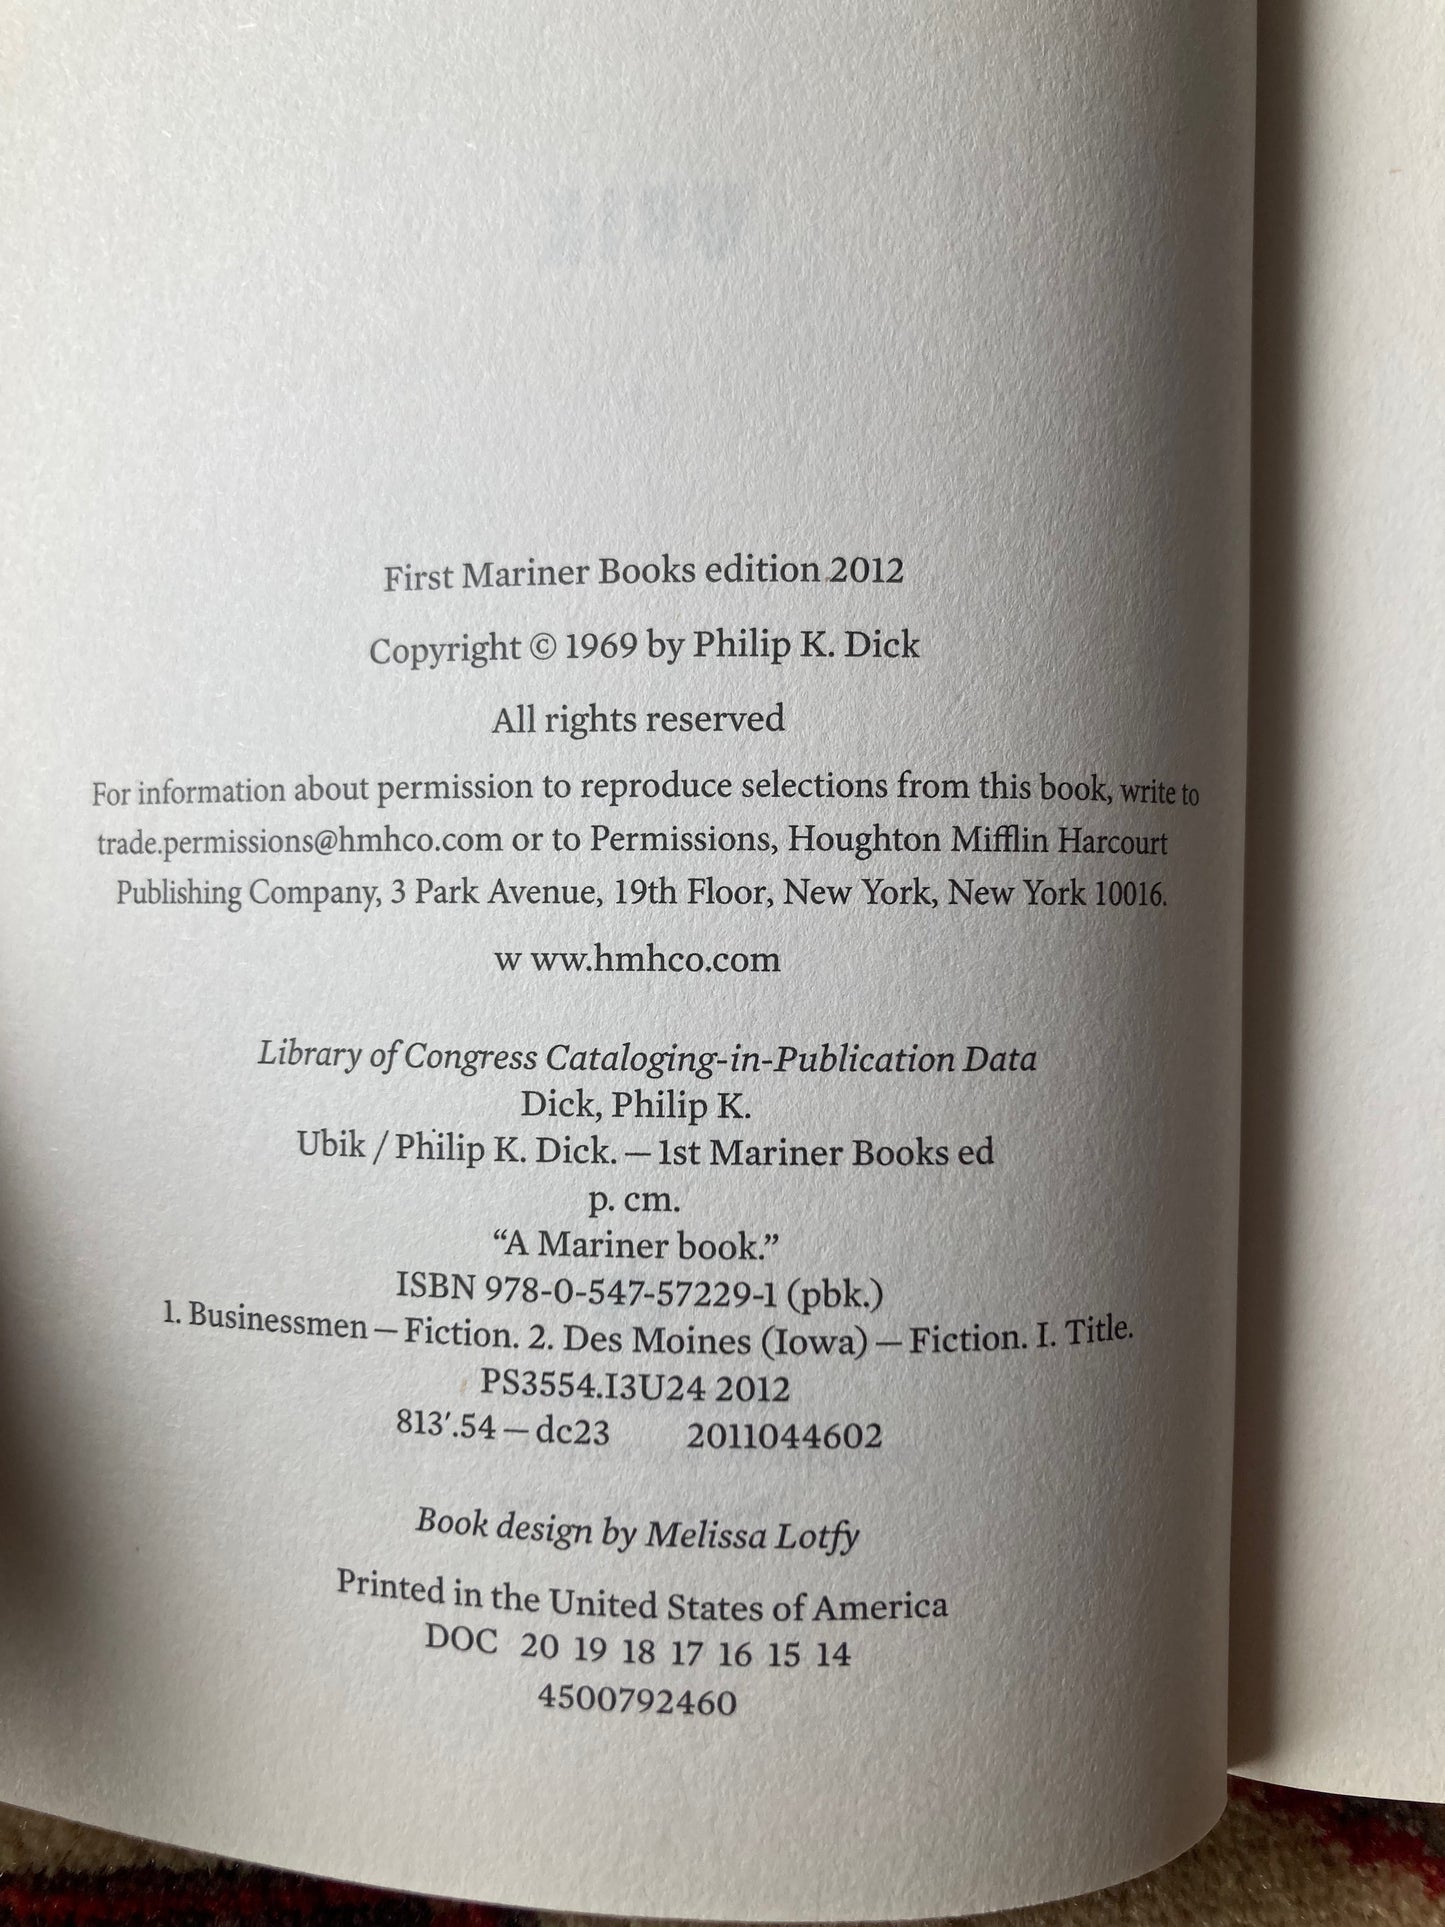 First Mariner Books edition 2012
Copyright © 1969 by Philip K. Dick
All rights reserved
For information about permission to reproduce selections from this book, write to
trade.permissions@hmhco.com or to Permissions, Houghton Mifflin Harcourt
Publishing Company, 3 Park Avenue, 19th Floor, New York, New York 10016.
w ww.hmhco.com
Library of Congress Cataloging-in-Publication Data
Dick, Philip K.
Ubik / Philip K. Dick. — 1st Mariner Books ed
p. cm.
“A Mariner book.”
ISBN 978-0-547-57229-1 (pbk.)
1. Businessmen — Fiction. 2. Des Moines (Iowa) — Fiction. I. Title.
PS3554.I3U24 2012
813′.54 — dc23 2011044602
Book design by Melissa Lotfy
Printed in the United States of America
DOC 20 19 18 17 16 15 14
4500792460